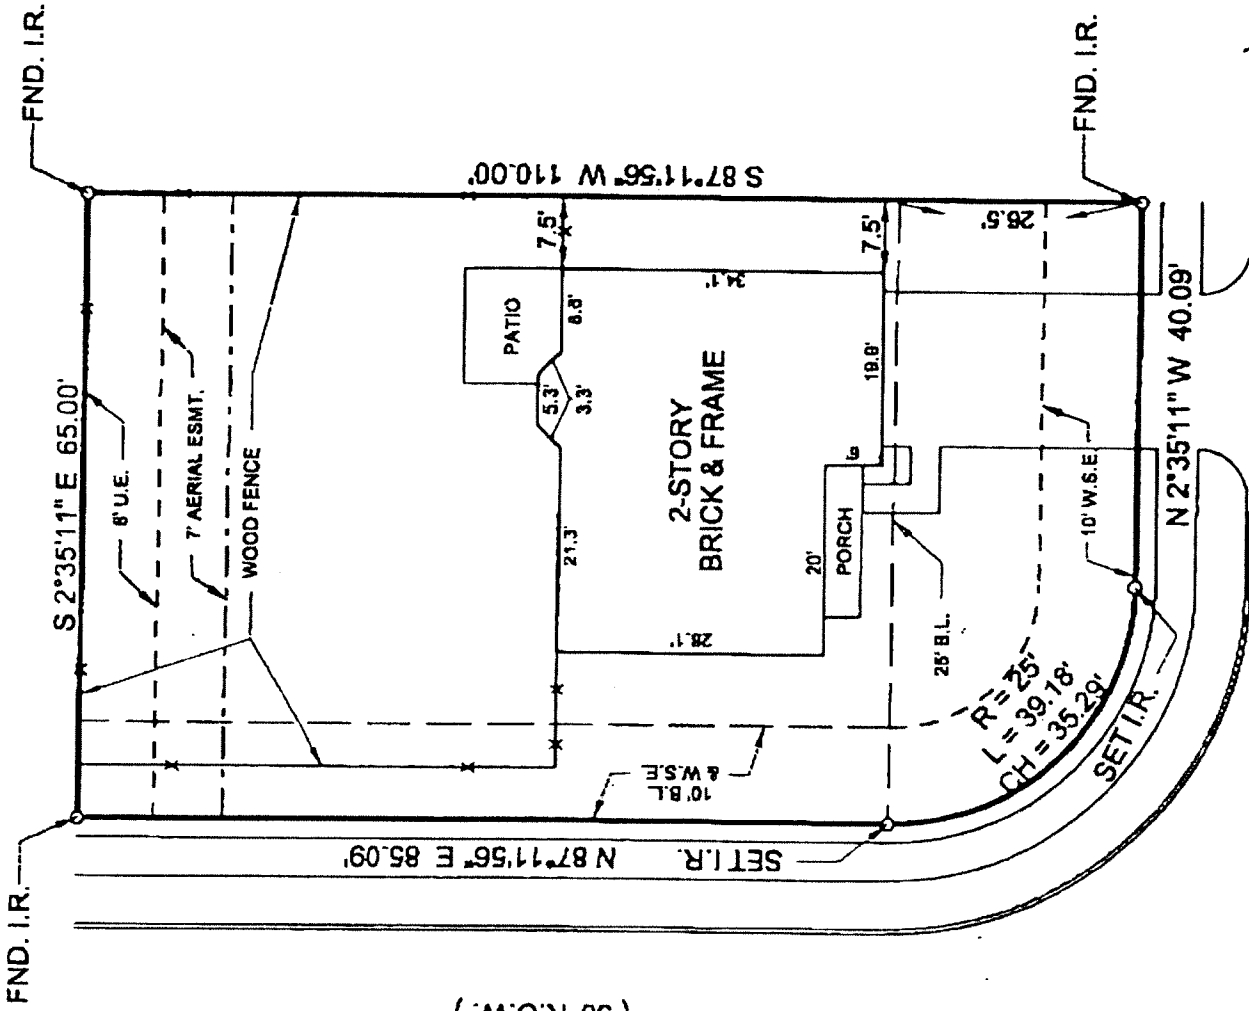 FND. I.R.
FND. I.R.
S 2°35'11" E 65.00'
8' U.E.
7' AERIAL ESMT.
WOOD FENCE
S 87°11'56" W 110.00'
7.5'
PATIO
8.8'
5.3'
3.3'
34.1'
7.5'
26.5'
2-STORY
BRICK & FRAME
19.9'
21.3'
28.1'
20'
PORCH
6'
25' B.L.
10' W.S.E.
N 2°35'11" W 40.09'
FND. I.R.
10' B.L.
& W.S.E.
R = 25'
L = 39.18'
CH = 35.29'
SET I.R.
N 87°11'56" E 85.09'
SET I.R.